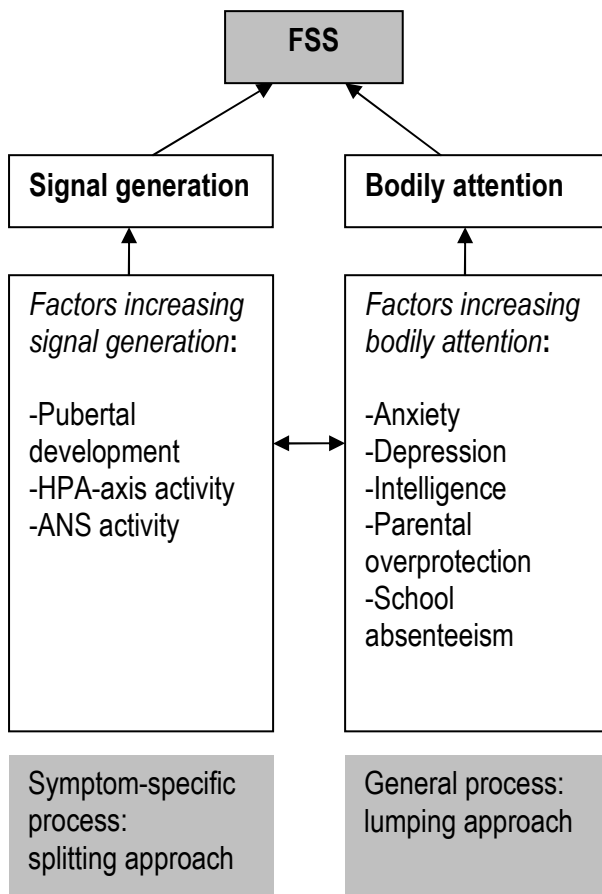 FSS
Signal generation
Bodily attention
Factors increasing
signal generation:
-Pubertal
development
-HPA-axis activity
-ANS activity
Factors increasing
bodily attention:
-Anxiety
-Depression
-Intelligence
-Parental
overprotection
-School
absenteeism
Symptom-specific
process:
splitting approach
General process:
lumping approach